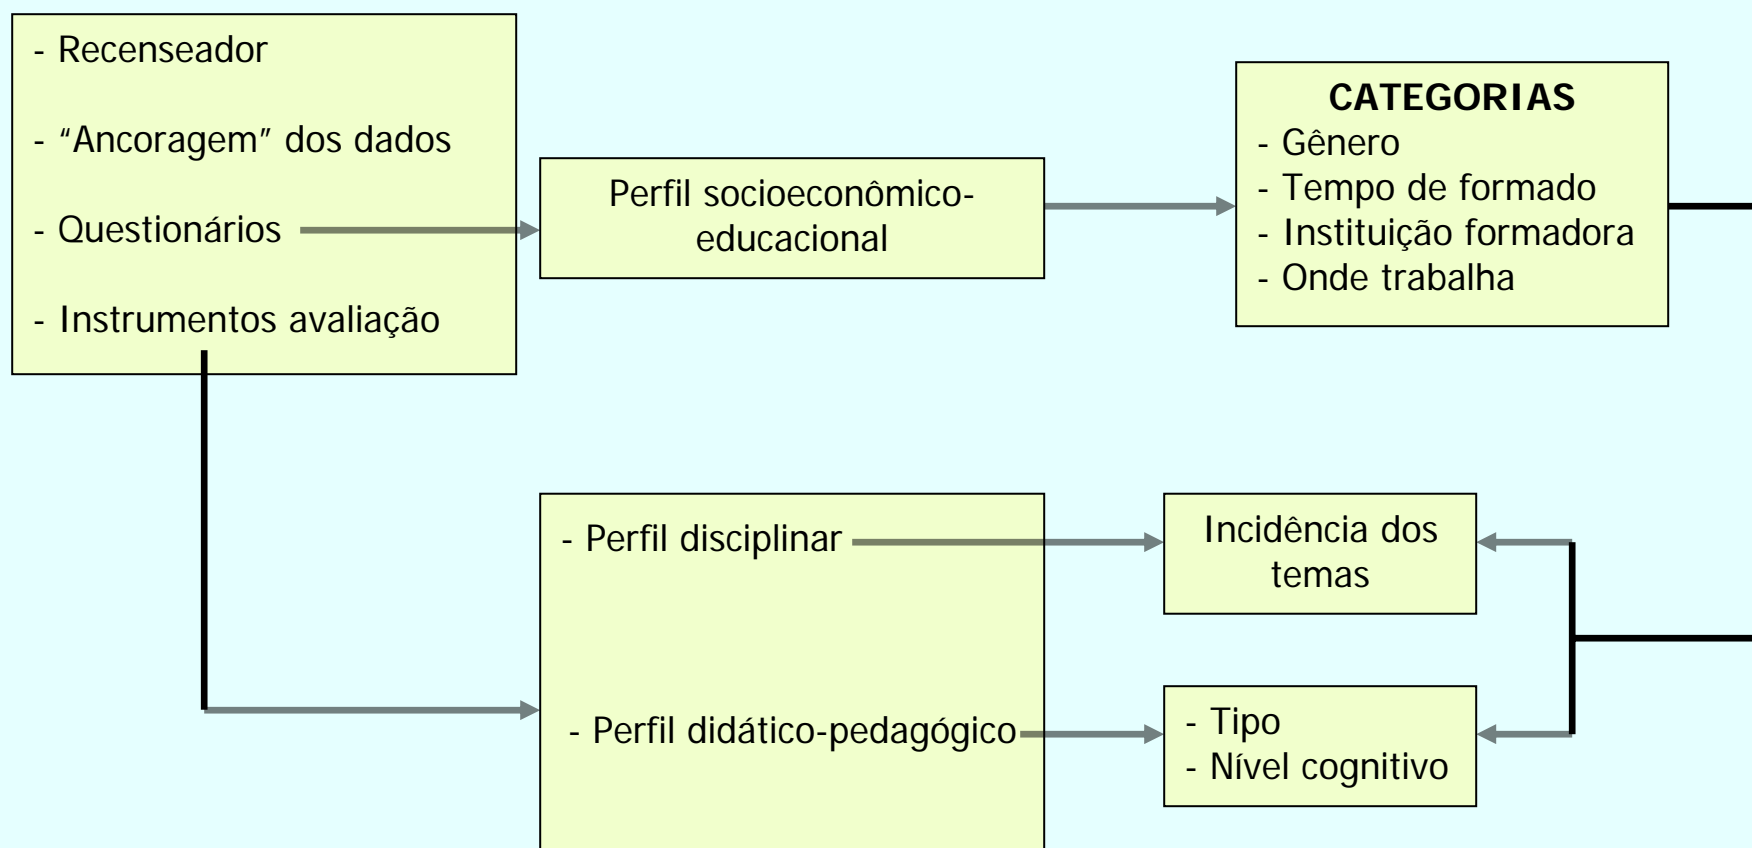 - Recenseador
- “Ancoragem” dos dados
- Questionários
- Instrumentos avaliação
Perfil socioeconômico-
educacional
CATEGORIAS
- Gênero
- Tempo de formado
- Instituição formadora
- Onde trabalha
- Perfil disciplinar
- Perfil didático-pedagógico
Incidência dos
temas
- Tipo
- Nível cognitivo